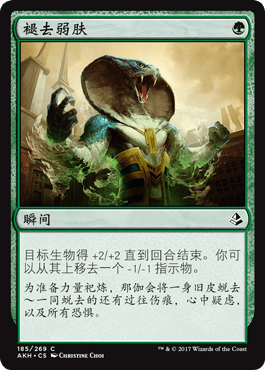 褪去弱肤
瞬间
目标生物得+2/+2直到回合结束。你可
以从其上移去一个-1/-1指示物。
为准备力量祀炼，那伽会将一身旧皮蜕去
～一同蜕去的还有过往伤痕，心中疑虑，
以及所有恐惧。
185/269 C
AKH • CS CHRISTINE CHOI
™ & © 2017 Wizards of the Coast